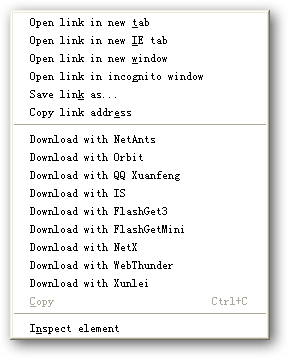 Open link in new tab
Open link in new IE tab
Open link in new window
Open link in incognito window
Save link as...
Copy link address
Download with NetAnts
Download with Orbit
Download with QQ Xuanfeng
Download with IS
Download with FlashGet3
Download with FlashGetMini
Download with NetX
Download with WebThunder
Download with Xunlei
Copy Ctrl+C
Inspect element